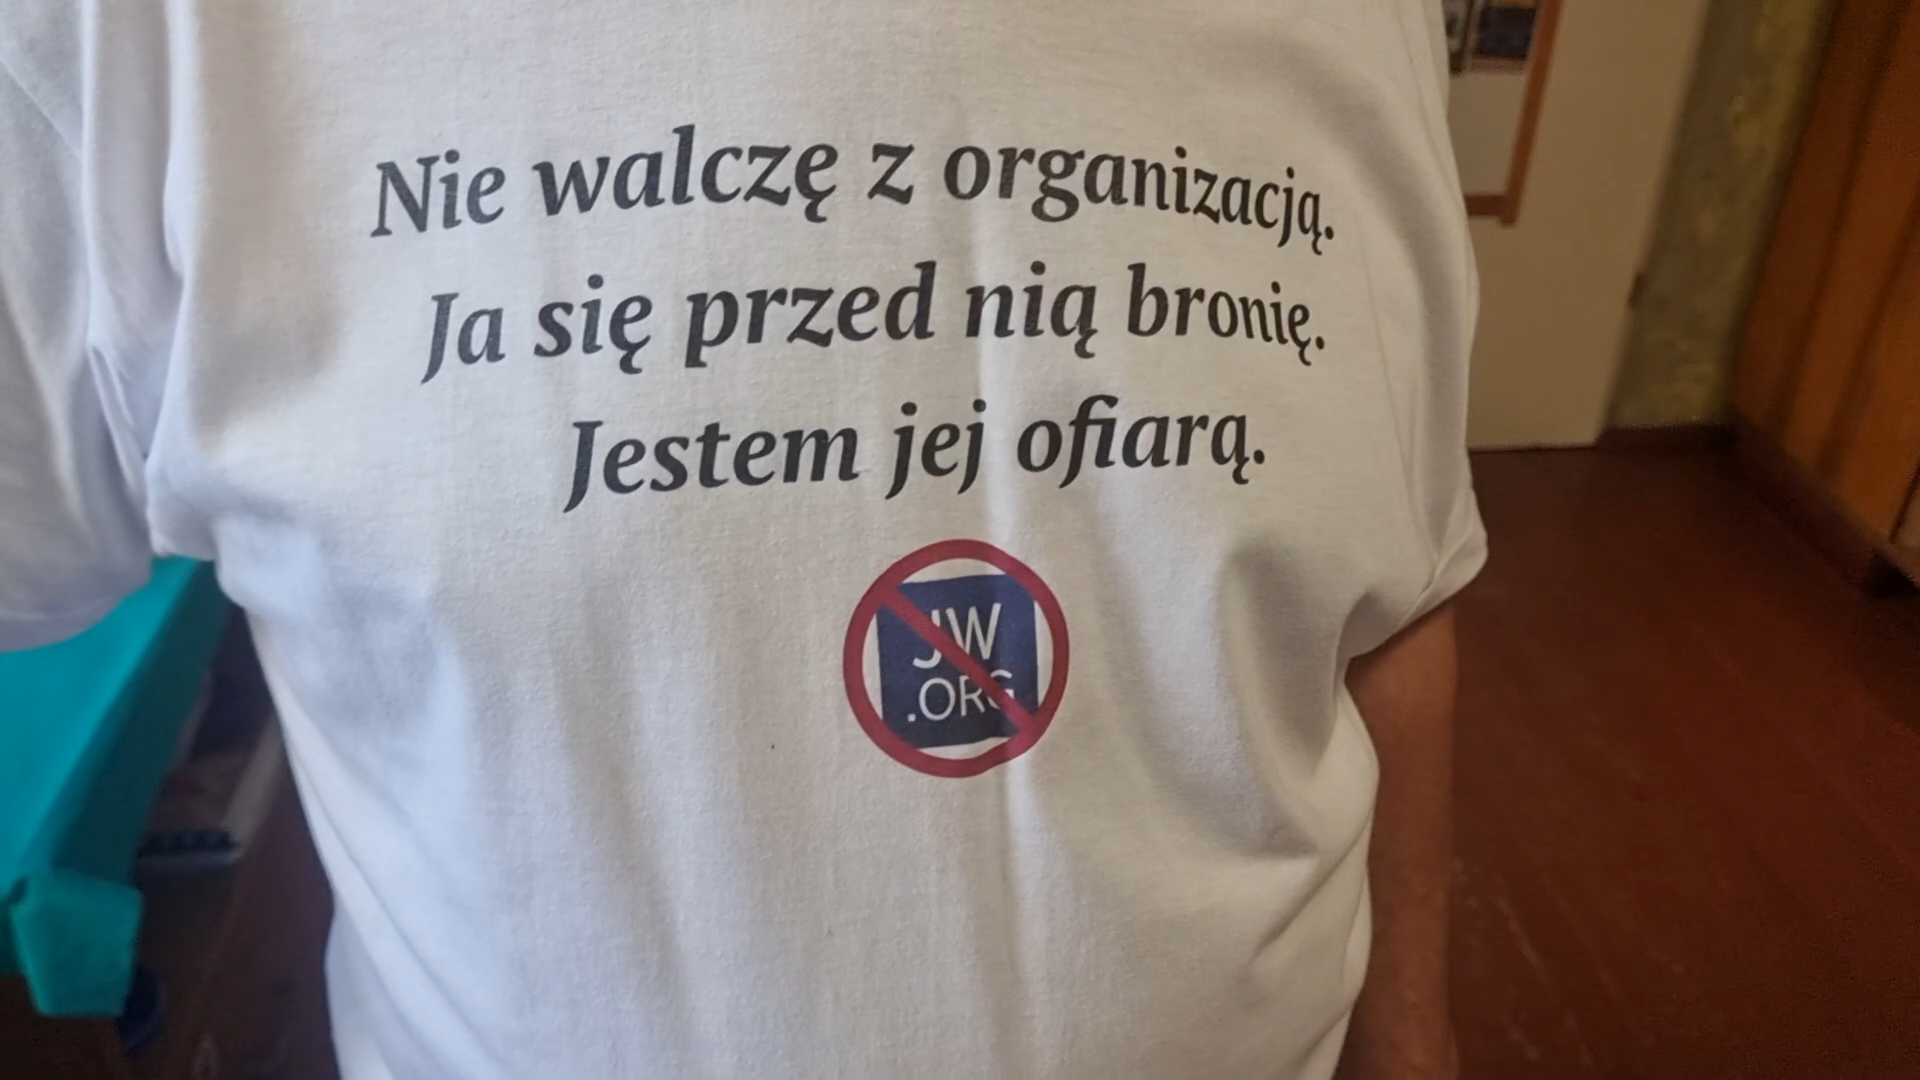 Nie walczę z organizacją.
Ja się przed nią bronię.
Jestem jej ofiarą.
JW
.ORG